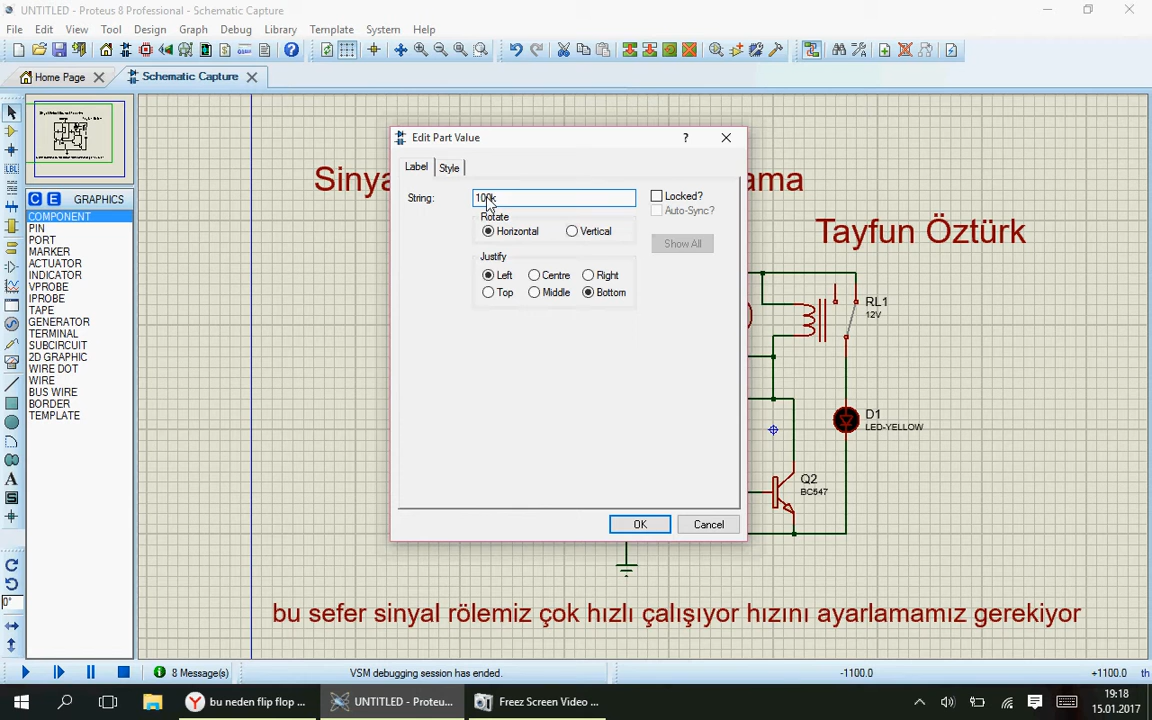 UNTITLED - Proteus 8 Professional - Schematic Capture
File Edit View Tool Design Graph Debug Library Template System Help
Home Page Schematic Capture
Edit Part Value ?
Label Style
String: 100k Locked?
Auto-Sync?
Rotate
Horizontal Vertical
Show All
Justify
Left Centre Right
Top Middle Bottom
OK Cancel
C E GRAPHICS
COMPONENT
PIN
PORT
MARKER
ACTUATOR
INDICATOR
VPROBE
IPROBE
TAPE
GENERATOR
TERMINAL
SUBCIRCUIT
2D GRAPHIC
WIRE DOT
WIRE
BUS WIRE
BORDER
TEMPLATE
LBL
A
S
0°
Tayfun Öztürk
RL1
12V
D1
LED-YELLOW
Q2
BC547
bu sefer sinyal rölemiz çok hızlı çalışıyor hızını ayarlamamız gerekiyor
8 Message(s) VSM debugging session has ended. -1100.0 +1100.0 th
bu neden flip flop ... UNTITLED - Proteu... Freez Screen Video ...
19:18
15.01.2017